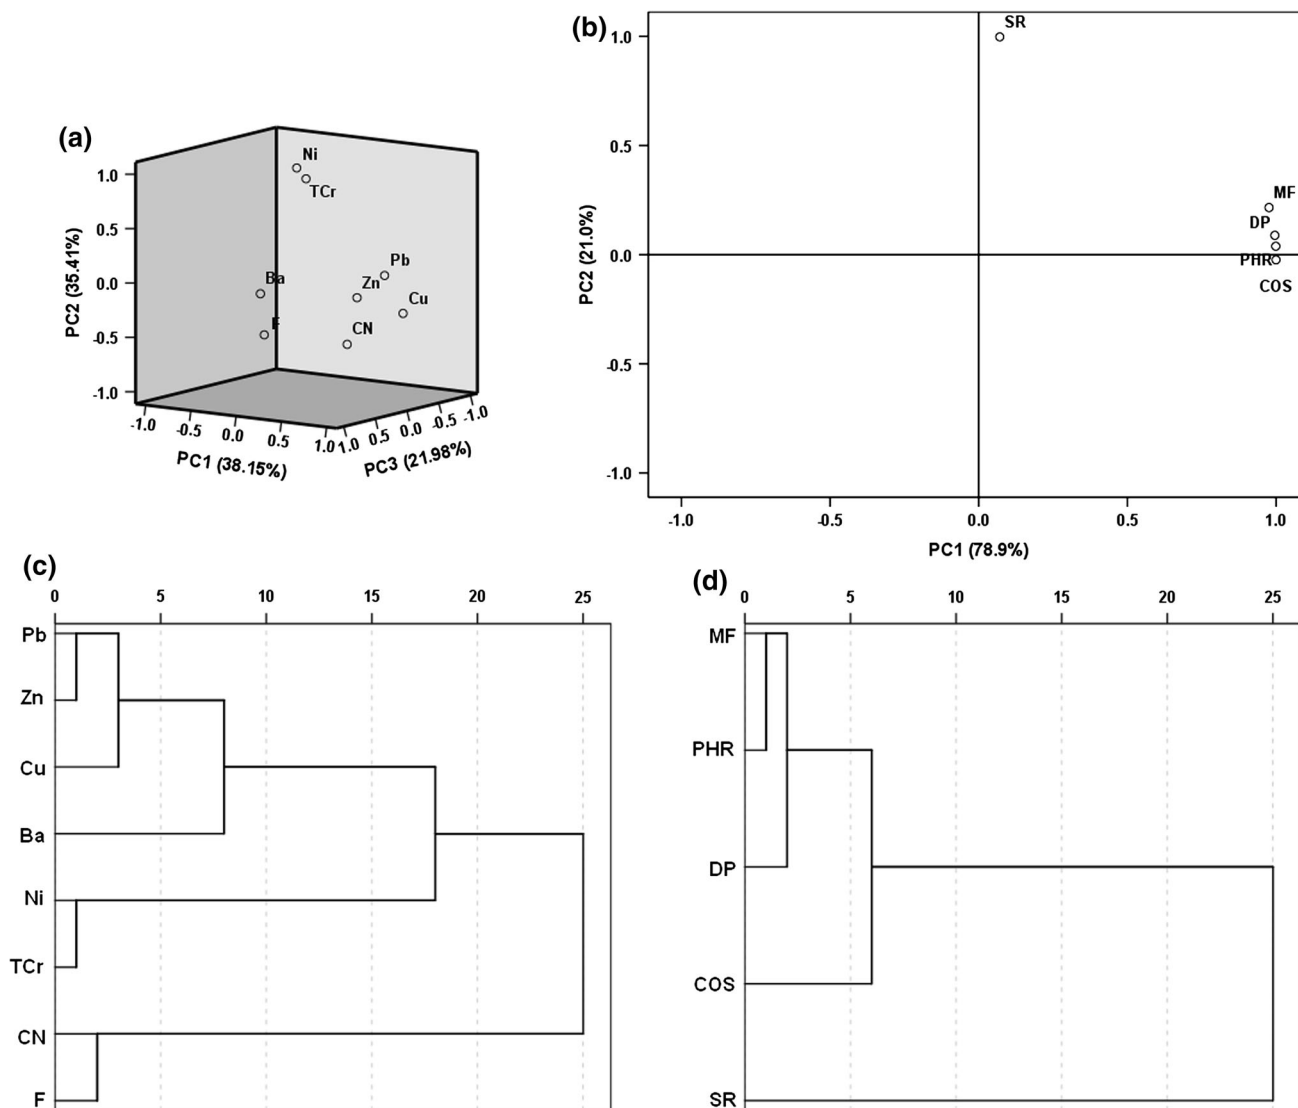 (a)
Ni
TCr
Pb
Ba
Zn
Cu
F
CN
1.0
0.5
0.0
-0.5
-1.0
PC2 (35.41%)
-1.0 -0.5 0.0 0.5 1.0
PC1 (38.15%)
1.0 0.5 0.0 -0.5 -1.0
PC3 (21.98%)
(b)
SR
MF
DP
PHR
COS
1.0
0.5
0.0
-0.5
-1.0
PC2 (21.0%)
-1.0 -0.5 0.0 0.5 1.0
PC1 (78.9%)
(c)
0 5 10 15 20 25
Pb
Zn
Cu
Ba
Ni
TCr
CN
F
(d)
0 5 10 15 20 25
MF
PHR
DP
COS
SR